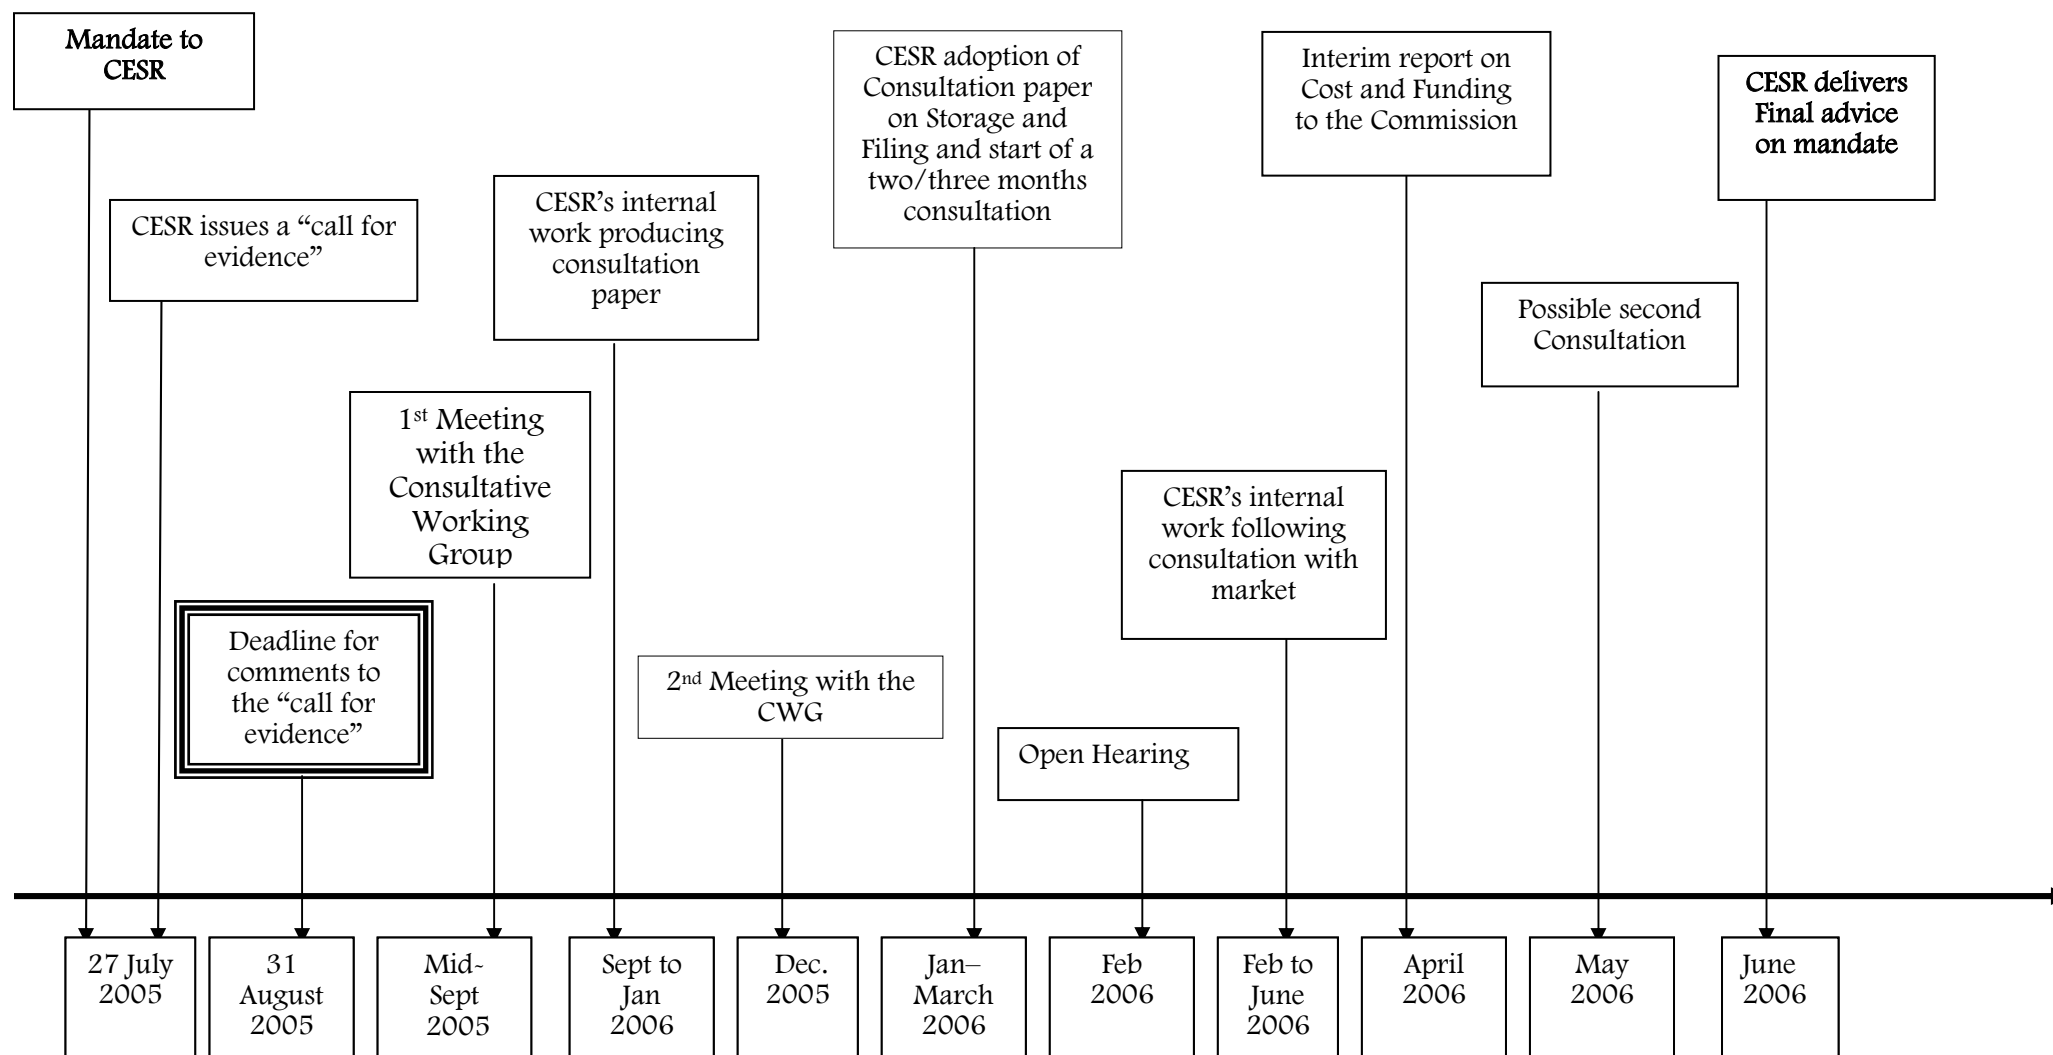 Mandate to
CESR
CESR issues a “call for
evidence”
Deadline for
comments to
the “call for
evidence”
1st Meeting
with the
Consultative
Working
Group
CESR’s internal
work producing
consultation
paper
2nd Meeting with the
CWG
CESR adoption of
Consultation paper
on Storage and
Filing and start of a
two/three months
consultation
Open Hearing
CESR’s internal
work following
consultation with
market
Interim report on
Cost and Funding
to the Commission
Possible second
Consultation
CESR delivers
Final advice
on mandate
27 July
2005
31
August
2005
Mid-
Sept
2005
Sept to
Jan
2006
Dec.
2005
Jan–
March
2006
Feb
2006
Feb to
June
2006
April
2006
May
2006
June
2006